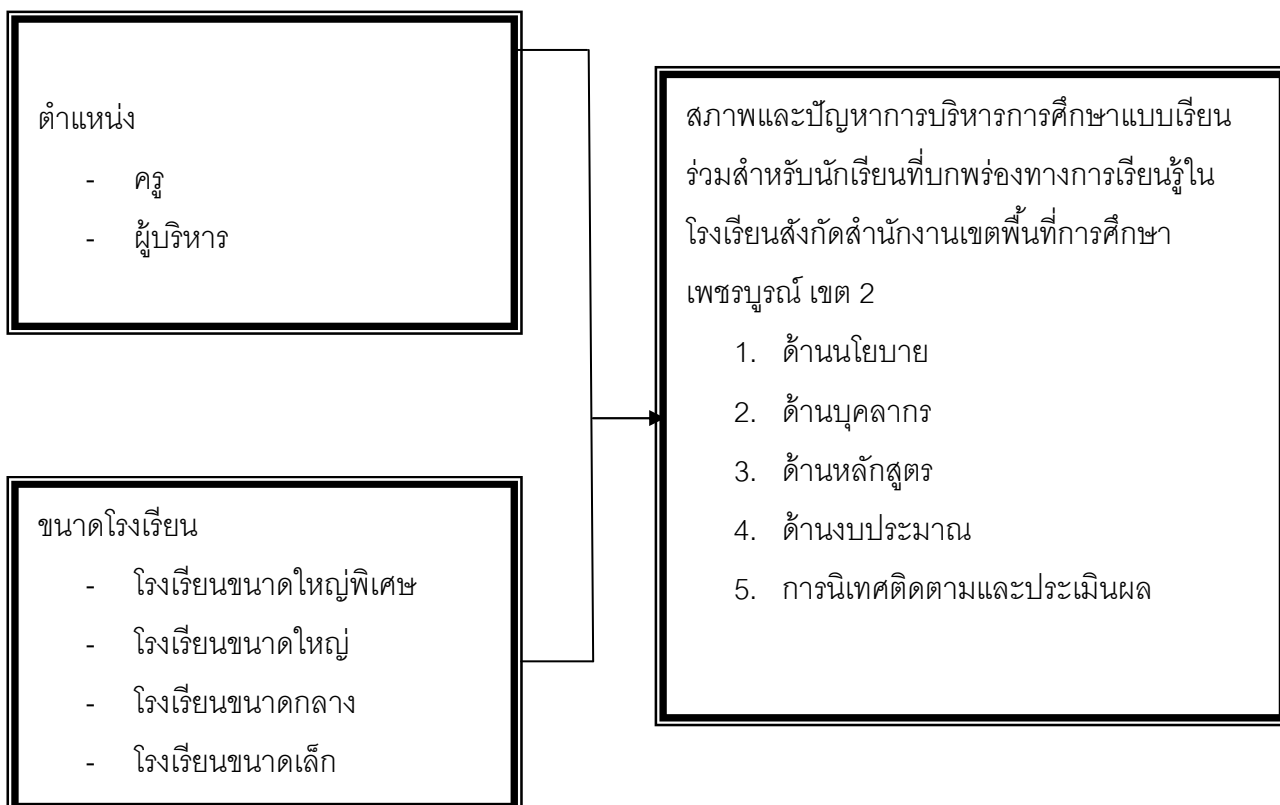 ตำแหน่ง
- ครู
- ผู้บริหาร
ขนาดโรงเรียน
- โรงเรียนขนาดใหญ่พิเศษ
- โรงเรียนขนาดใหญ่
- โรงเรียนขนาดกลาง
- โรงเรียนขนาดเล็ก
สภาพและปัญหาการบริหารการศึกษาแบบเรียน
ร่วมสำหรับนักเรียนที่บกพร่องทางการเรียนรู้ใน
โรงเรียนสังกัดสำนักงานเขตพื้นที่การศึกษา
เพชรบูรณ์ เขต 2
1. ด้านนโยบาย
2. ด้านบุคลากร
3. ด้านหลักสูตร
4. ด้านงบประมาณ
5. การนิเทศติดตามและประเมินผล